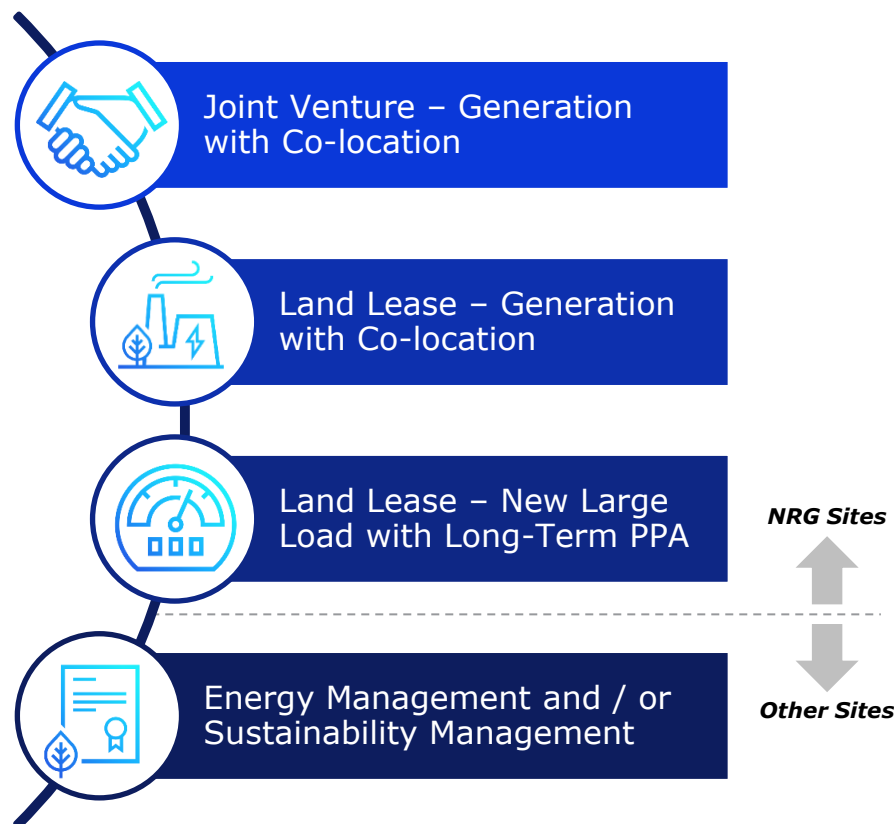 Joint Venture – Generation
with Co-location
Land Lease – Generation
with Co-location
Land Lease – New Large
Load with Long-Term PPA
NRG Sites
Energy Management and / or
Sustainability Management
Other Sites